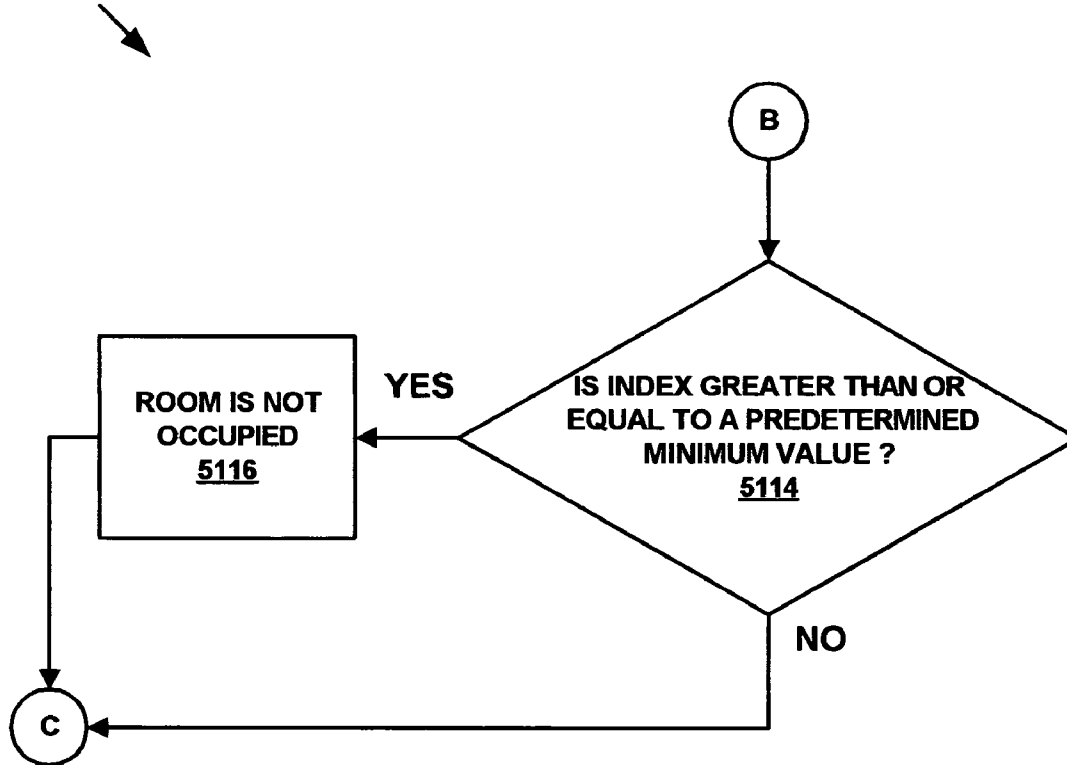 B
IS INDEX GREATER THAN OR
EQUAL TO A PREDETERMINED
MINIMUM VALUE ?
5114
YES
ROOM IS NOT
OCCUPIED
5116
NO
C